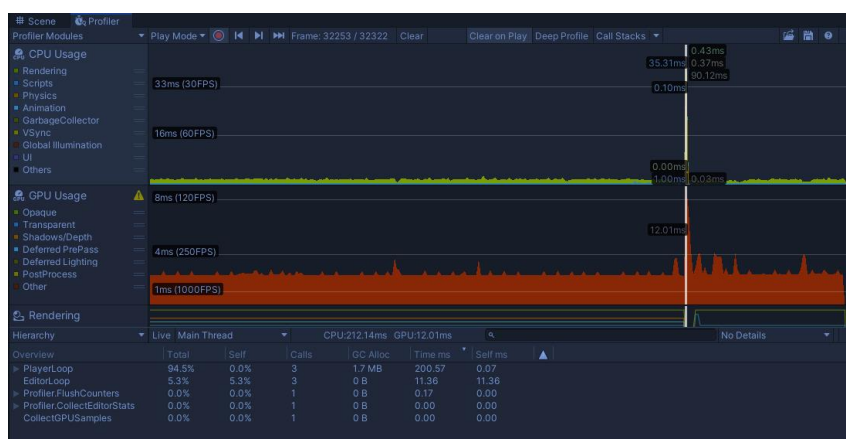 Scene Profiler
Profiler Modules Play Mode Frame: 32253 / 32322 Clear Clear on Play Deep Profile Call Stacks
CPU Usage
Rendering
Scripts
Physics
Animation
GarbageCollector
VSync
Global Illumination
UI
Others
33ms (30FPS)
16ms (60FPS)
0.43ms
35.31ms 0.37ms
90.12ms
0.10ms
0.00ms
1.00ms 0.03ms
GPU Usage
Opaque
Transparent
Shadows/Depth
Deferred PrePass
Deferred Lighting
PostProcess
Other
8ms (120FPS)
4ms (250FPS)
1ms (1000FPS)
12.01ms
Rendering
Hierarchy Live Main Thread CPU:212.14ms GPU:12.01ms No Details
Overview Total Self Calls GC Alloc Time ms Self ms
PlayerLoop 94.5% 0.0% 3 1.7 MB 200.57 0.07
EditorLoop 5.3% 5.3% 3 0 B 11.36 11.36
Profiler.FlushCounters 0.0% 0.0% 1 0 B 0.17 0.00
Profiler.CollectEditorStats 0.0% 0.0% 1 0 B 0.00 0.00
CollectGPUSamples 0.0% 0.0% 1 0 B 0.00 0.00